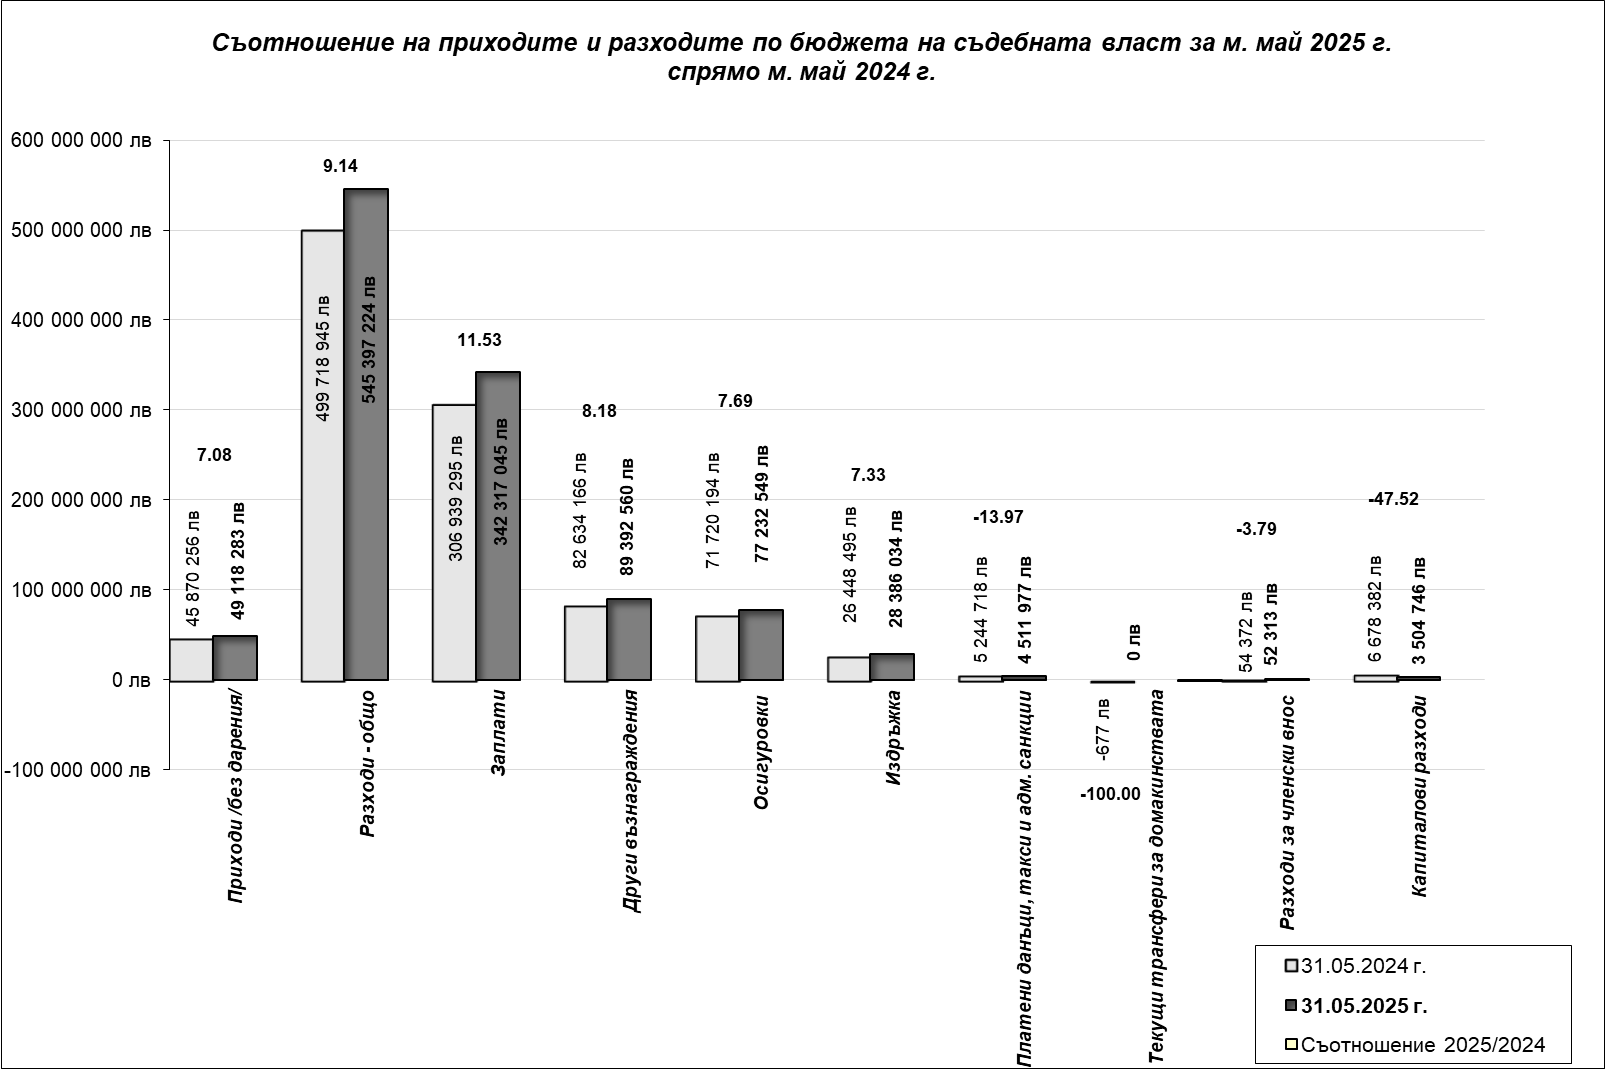 Съотношение на приходите и разходите по бюджета на съдебната власт за м. май 2025 г.
спрямо м. май 2024 г.
600 000 000 лв
500 000 000 лв
400 000 000 лв
300 000 000 лв
200 000 000 лв
100 000 000 лв
0 лв
-100 000 000 лв
7.08
45 870 256 лв
49 118 283 лв
Приходи /без дарения/
9.14
499 718 945 лв
545 397 224 лв
Разходи - общо
11.53
306 939 295 лв
342 317 045 лв
Заплати
8.18
82 634 166 лв
89 392 560 лв
Други възнаграждения
7.69
71 720 194 лв
77 232 549 лв
Осигуровки
7.33
26 448 495 лв
28 386 034 лв
Издръжка
-13.97
5 244 718 лв
4 511 977 лв
Платени данъци, такси и адм. санкции
-677 лв
0 лв
-100.00
Текущи трансфери за домакинствата
-3.79
54 372 лв
52 313 лв
Разходи за членски внос
-47.52
6 678 382 лв
3 504 746 лв
Капиталови разходи
31.05.2024 г.
31.05.2025 г.
Съотношение 2025/2024